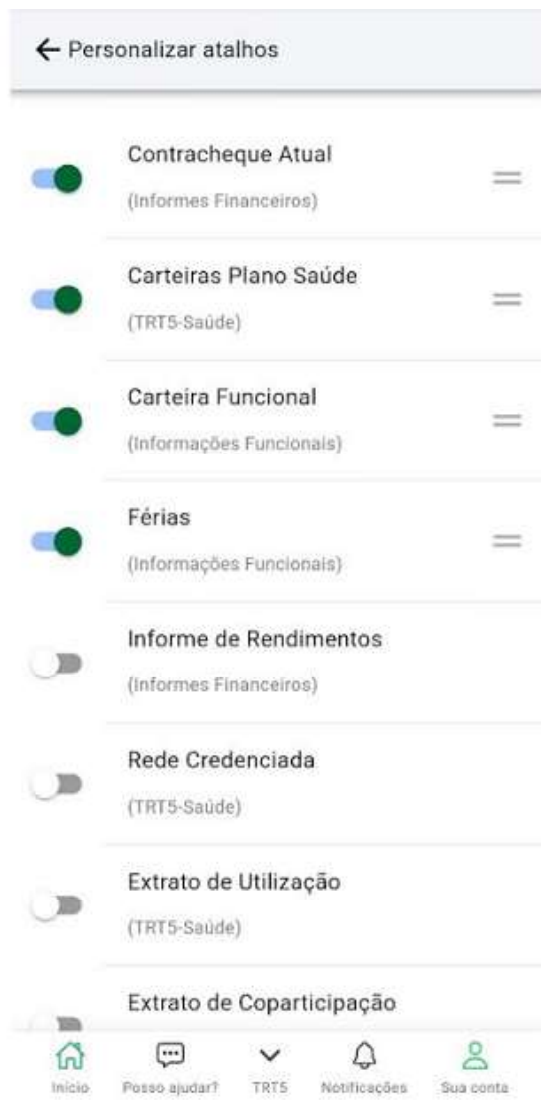 Personalizar atalhos
Contracheque Atual
(Informes Financeiros)
Carteiras Plano Saúde
(TRT5-Saúde)
Carteira Funcional
(Informações Funcionais)
Férias
(Informações Funcionais)
Informe de Rendimentos
(Informes Financeiros)
Rede Credenciada
(TRT5-Saúde)
Extrato de Utilização
(TRT5-Saúde)
Extrato de Coparticipação
Início Posso ajudar? TRT5 Notificações Sua conta